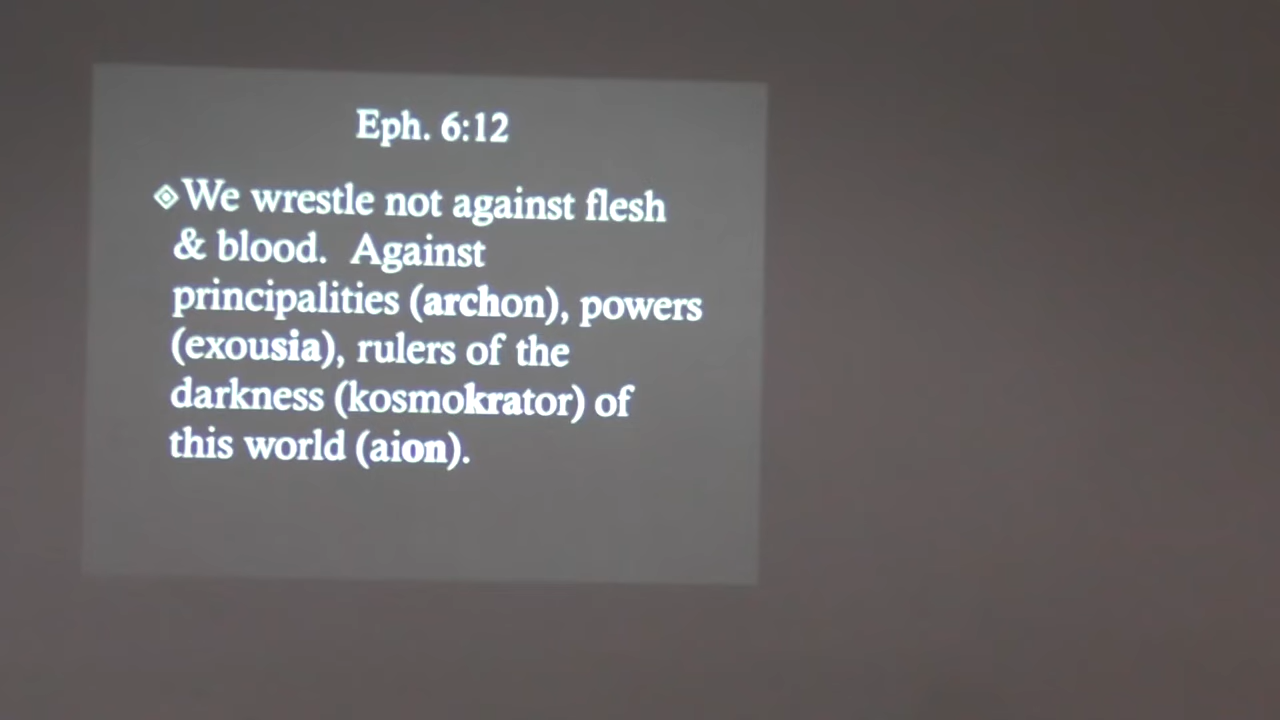 Eph. 6:12
We wrestle not against flesh
& blood.  Against
principalities (archon), powers
(exousia), rulers of the
darkness (kosmokrator) of
this world (aion).